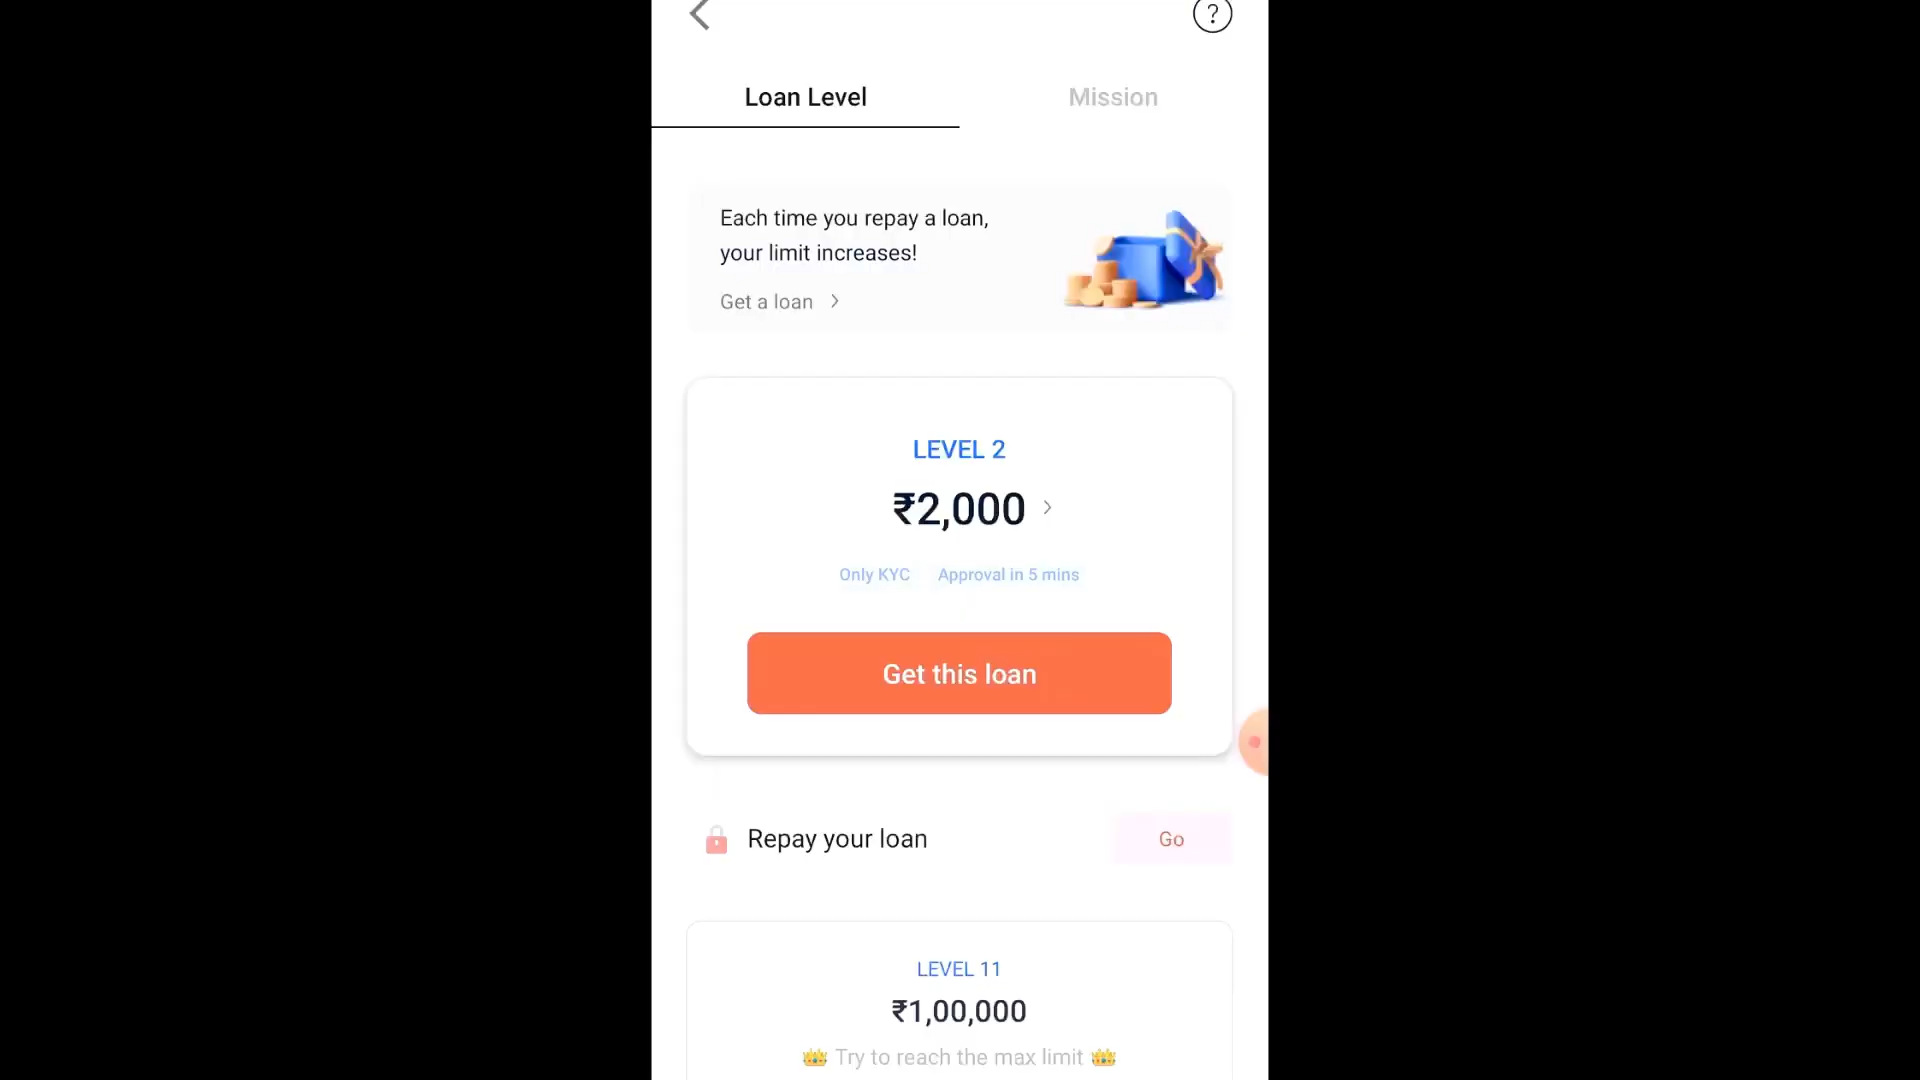 ?
Loan Level
Mission
Each time you repay a loan,
your limit increases!
Get a loan
LEVEL 2
₹2,000
Only KYC
Approval in 5 mins
Get this loan
Repay your loan
Go
LEVEL 11
₹1,00,000
👑 Try to reach the max limit 👑